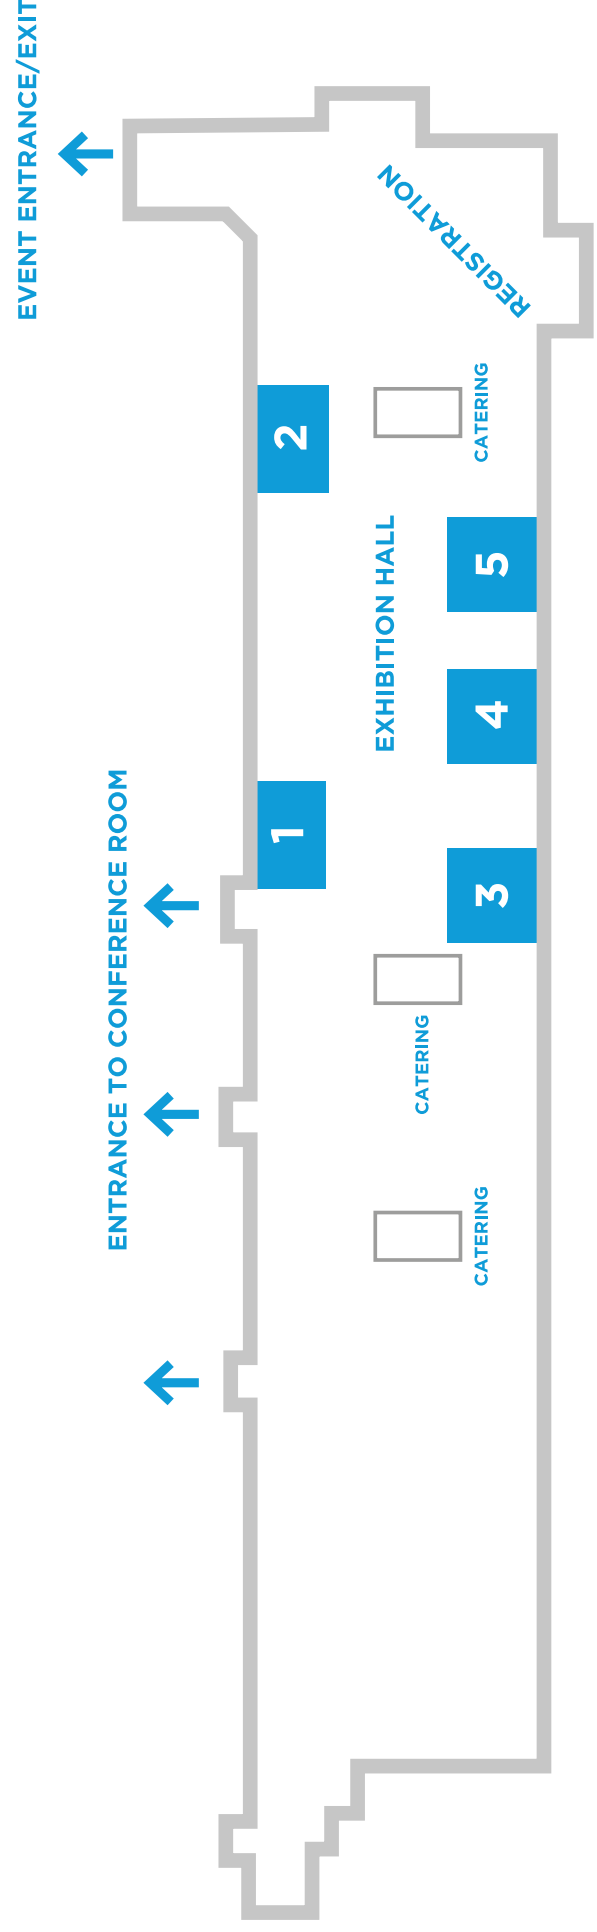 EVENT ENTRANCE/EXIT
REGISTRATION
CATERING
2
5
EXHIBITION HALL
4
1
3
ENTRANCE TO CONFERENCE ROOM
CATERING
CATERING